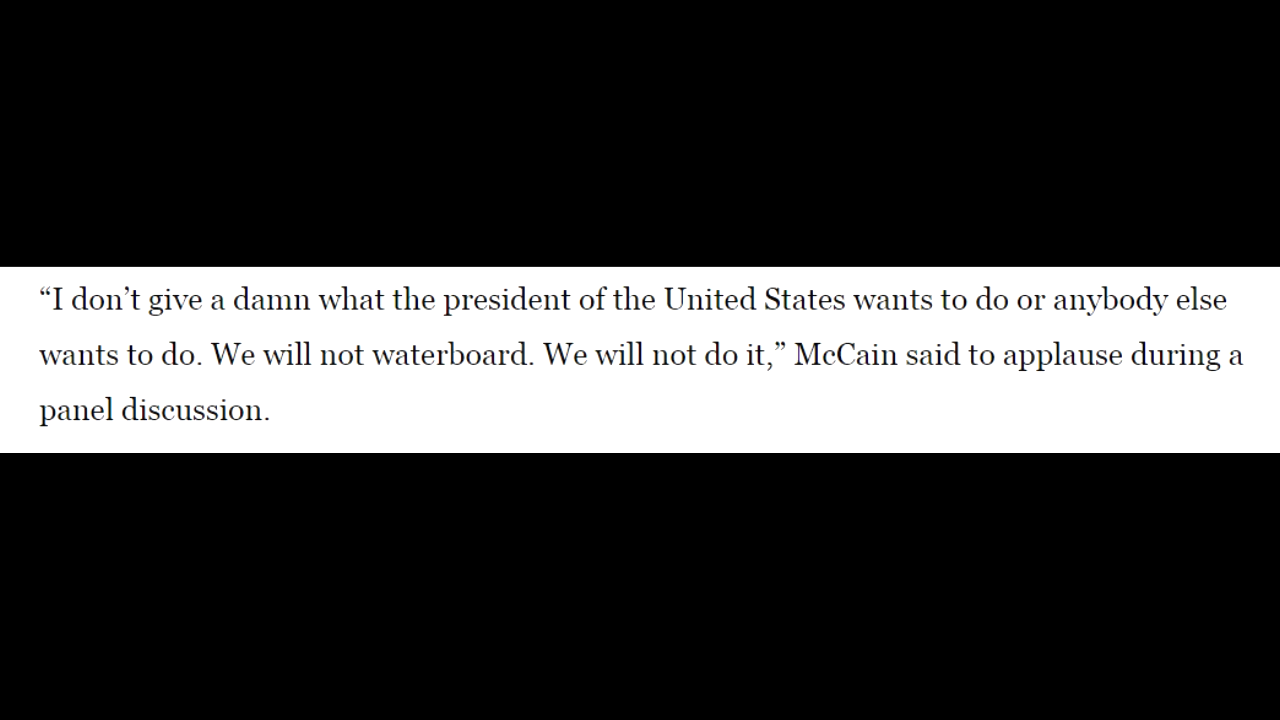 “I don’t give a damn what the president of the United States wants to do or anybody else
wants to do. We will not waterboard. We will not do it,” McCain said to applause during a
panel discussion.